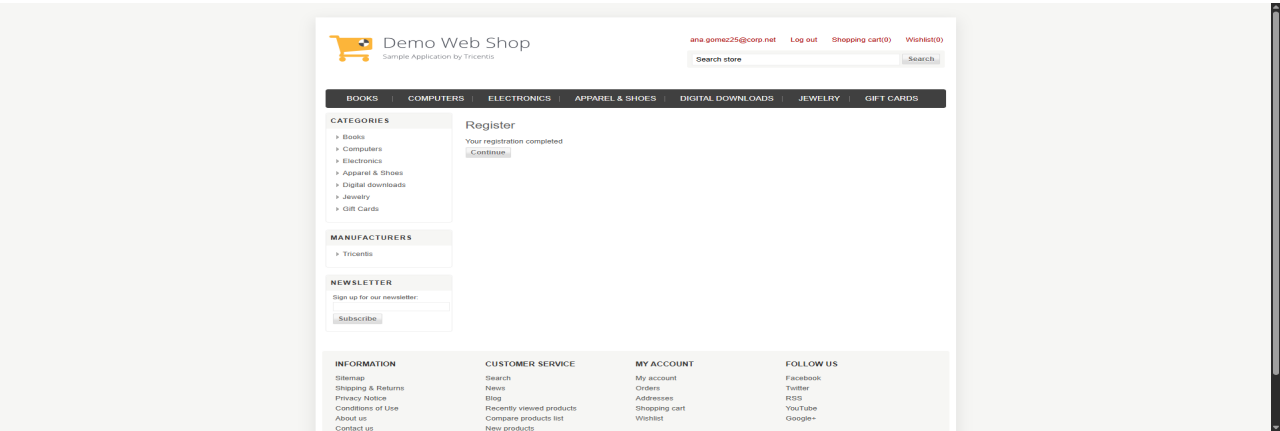 Demo Web Shop
Sample Application by Tricentis
ana.gomez25@corp.net Log out Shopping cart(0) Wishlist(0)
Search store Search
BOOKS | COMPUTERS | ELECTRONICS | APPAREL & SHOES | DIGITAL DOWNLOADS | JEWELRY | GIFT CARDS
CATEGORIES
Books
Computers
Electronics
Apparel & Shoes
Digital downloads
Jewelry
Gift Cards
MANUFACTURERS
Tricentis
NEWSLETTER
Sign up for our newsletter:
Subscribe
Register
Your registration completed
Continue
INFORMATION
Sitemap
Shipping & Returns
Privacy Notice
Conditions of Use
About us
Contact us
CUSTOMER SERVICE
Search
News
Blog
Recently viewed products
Compare products list
New products
MY ACCOUNT
My account
Orders
Addresses
Shopping cart
Wishlist
FOLLOW US
Facebook
Twitter
RSS
YouTube
Google+